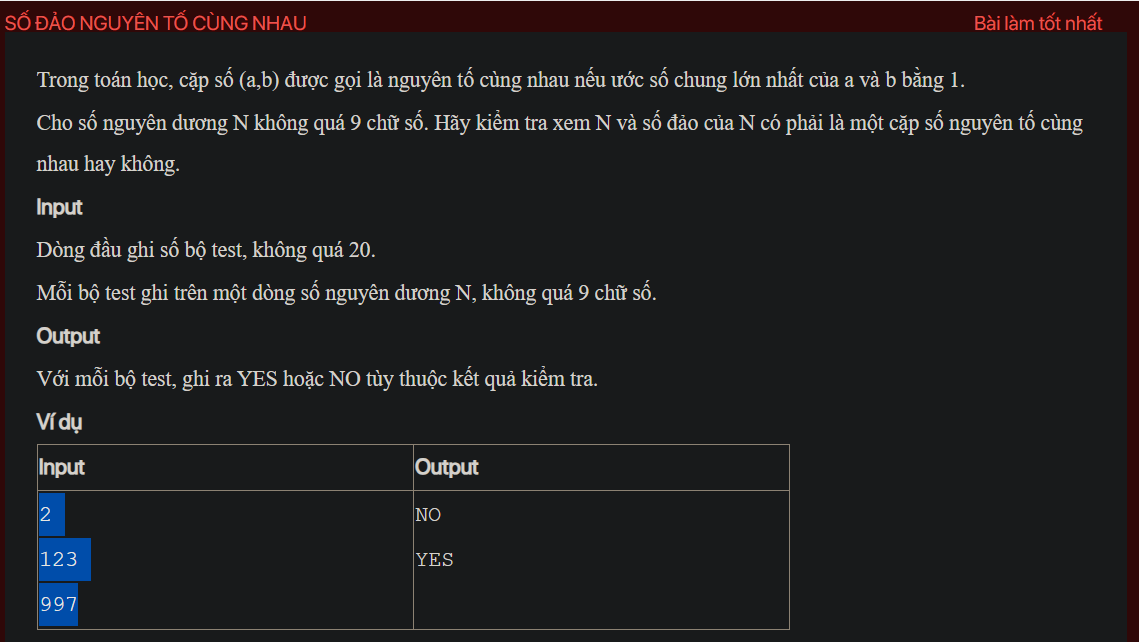 SỐ ĐẢO NGUYÊN TỐ CÙNG NHAU
Bài làm tốt nhất
Trong toán học, cặp số (a,b) được gọi là nguyên tố cùng nhau nếu ước số chung lớn nhất của a và b bằng 1.
Cho số nguyên dương N không quá 9 chữ số. Hãy kiểm tra xem N và số đảo của N có phải là một cặp số nguyên tố cùng
nhau hay không.
Input
Dòng đầu ghi số bộ test, không quá 20.
Mỗi bộ test ghi trên một dòng số nguyên dương N, không quá 9 chữ số.
Output
Với mỗi bộ test, ghi ra YES hoặc NO tùy thuộc kết quả kiểm tra.
Ví dụ
Input Output
2 NO
123 YES
997